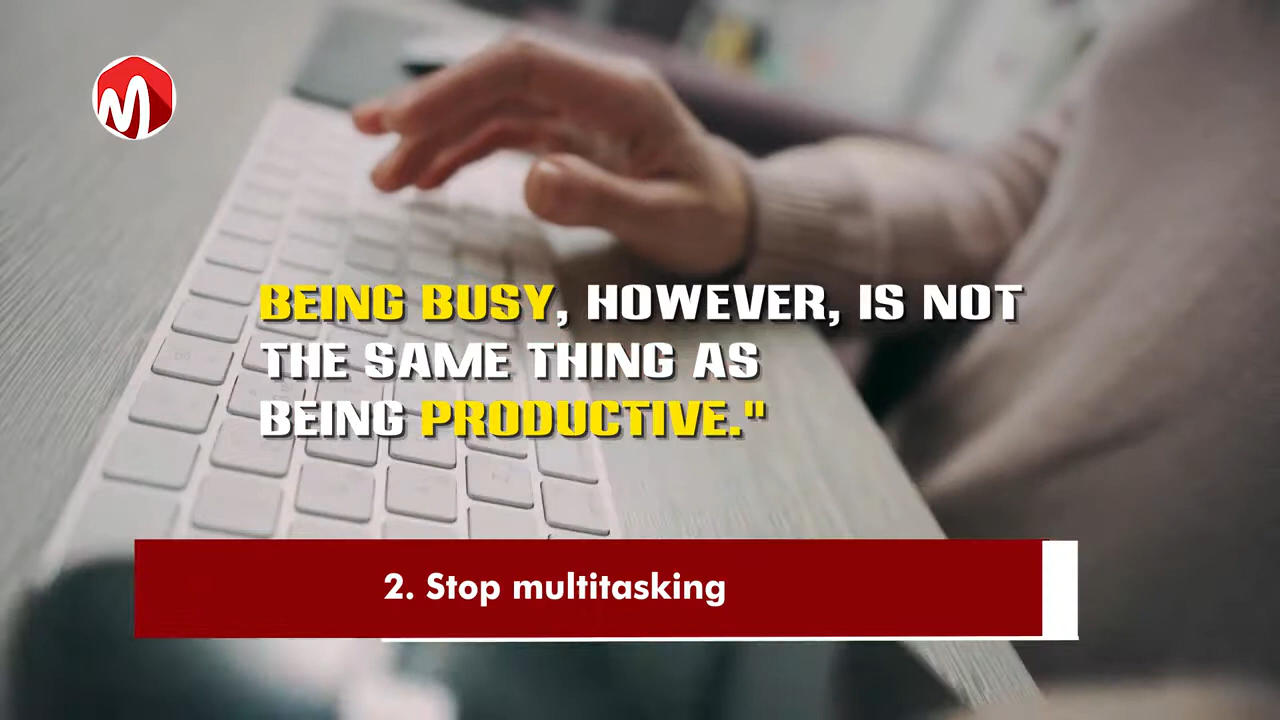 M
BEING BUSY, HOWEVER, IS NOT
THE SAME THING AS
BEING PRODUCTIVE."
2. Stop multitasking